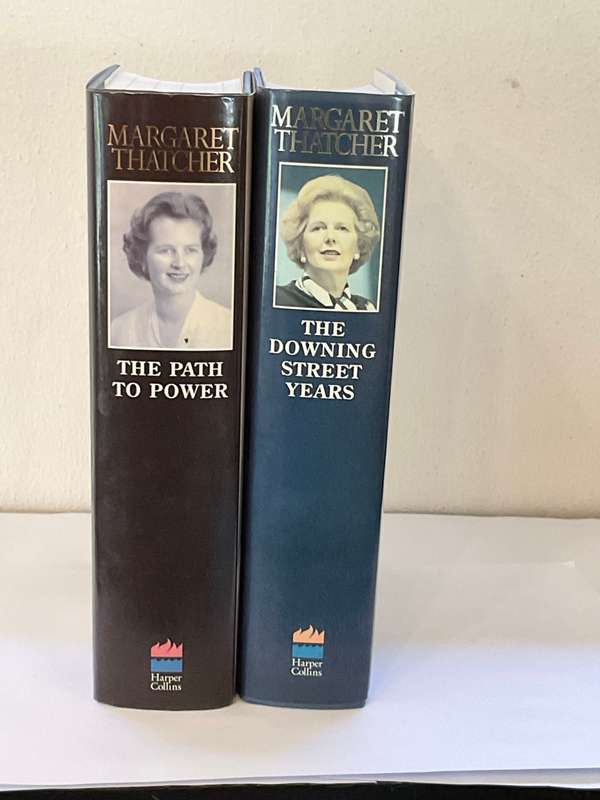 MARGARET
THATCHER
THE PATH
TO POWER
Harper
Collins
MARGARET
THATCHER
THE
DOWNING
STREET
YEARS
Harper
Collins